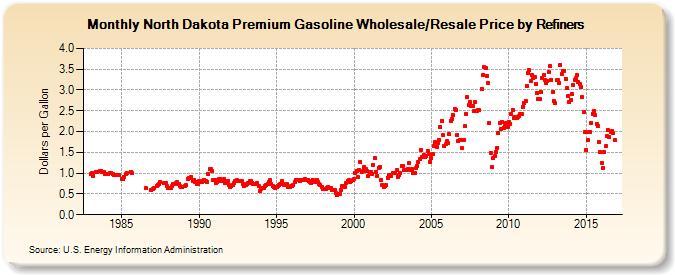 Monthly North Dakota Premium Gasoline Wholesale/Resale Price by Refiners
Dollars per Gallon
4.0
3.5
3.0
2.5
2.0
1.5
1.0
0.5
0.0
1985 1990 1995 2000 2005 2010 2015
Source: U.S. Energy Information Administration